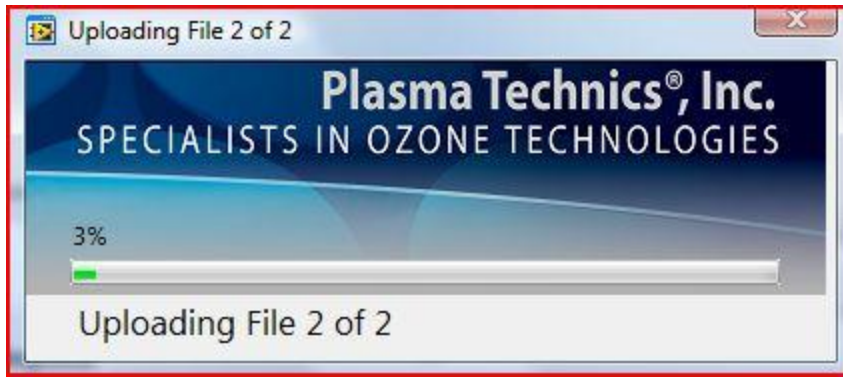 Uploading File 2 of 2
Plasma Technics®, Inc.
SPECIALISTS IN OZONE TECHNOLOGIES
3%
Uploading File 2 of 2